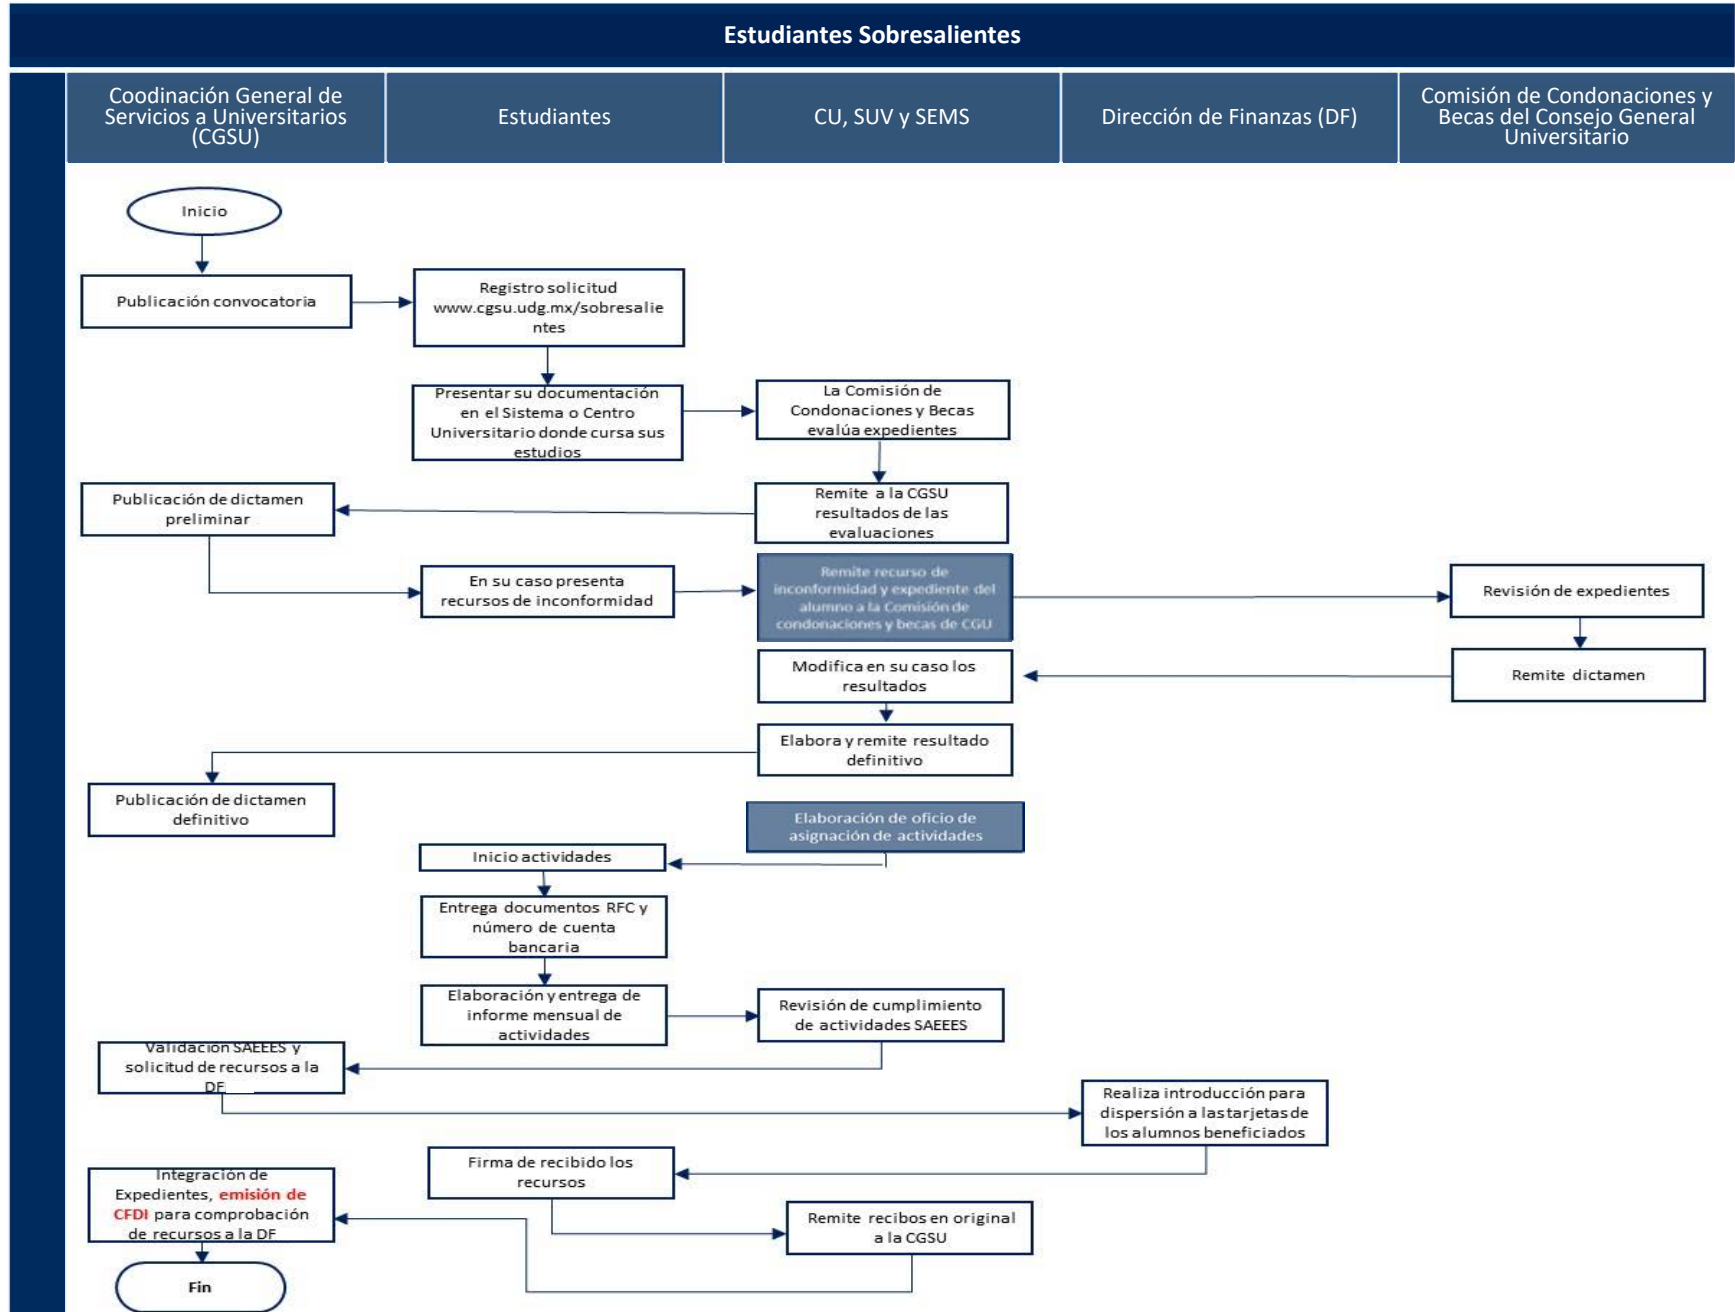 Estudiantes Sobresalientes
Coodinación General de
Servicios a Universitarios
(CGSU)
Estudiantes
CU, SUV y SEMS
Dirección de Finanzas (DF)
Comisión de Condonaciones y
Becas del Consejo General
Universitario
Inicio
Publicación convocatoria
Registro solicitud
www.cgsu.udg.mx/sobresalie
ntes
Presentar su documentación
en el Sistema o Centro
Universitario donde cursa sus
estudios
La Comisión de
Condonaciones y Becas
evalúa expedientes
Publicación de dictamen
preliminar
Remite a la CGSU
resultados de las
evaluaciones
En su caso presenta
recursos de inconformidad
Remite recurso de
inconformidad y expediente del
alumno a la Comisión de
condonaciones y becas de CGU
Revisión de expedientes
Modifica en su caso los
resultados
Remite dictamen
Elabora y remite resultado
definitivo
Publicación de dictamen
definitivo
Elaboración de oficio de
asignación de actividades
Inicio actividades
Entrega documentos RFC y
número de cuenta
bancaria
Elaboración y entrega de
informe mensual de
actividades
Revisión de cumplimiento
de actividades SAEEES
Validación SAEEES y
solicitud de recursos a la
DF
Realiza introducción para
dispersión a las tarjetas de
los alumnos beneficiados
Firma de recibido los
recursos
Integración de
Expedientes, emisión de
CFDI para comprobación
de recursos a la DF
Remite recibos en original
a la CGSU
Fin